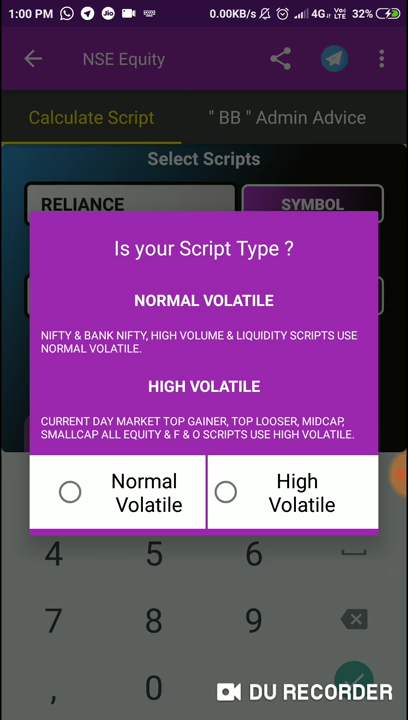 1:00 PM 0.00KB/s 4G VoLTE 32%
NSE Equity
Calculate Script " BB " Admin Advice
Select Scripts
RELIANCE SYMBOL
Is your Script Type ?
NORMAL VOLATILE
NIFTY & BANK NIFTY, HIGH VOLUME & LIQUIDITY SCRIPTS USE
NORMAL VOLATILE.
HIGH VOLATILE
CURRENT DAY MARKET TOP GAINER, TOP LOOSER, MIDCAP,
SMALLCAP ALL EQUITY & F & O SCRIPTS USE HIGH VOLATILE.
Normal High
Volatile Volatile
4 5 6
7 8 9
, 0
DU RECORDER